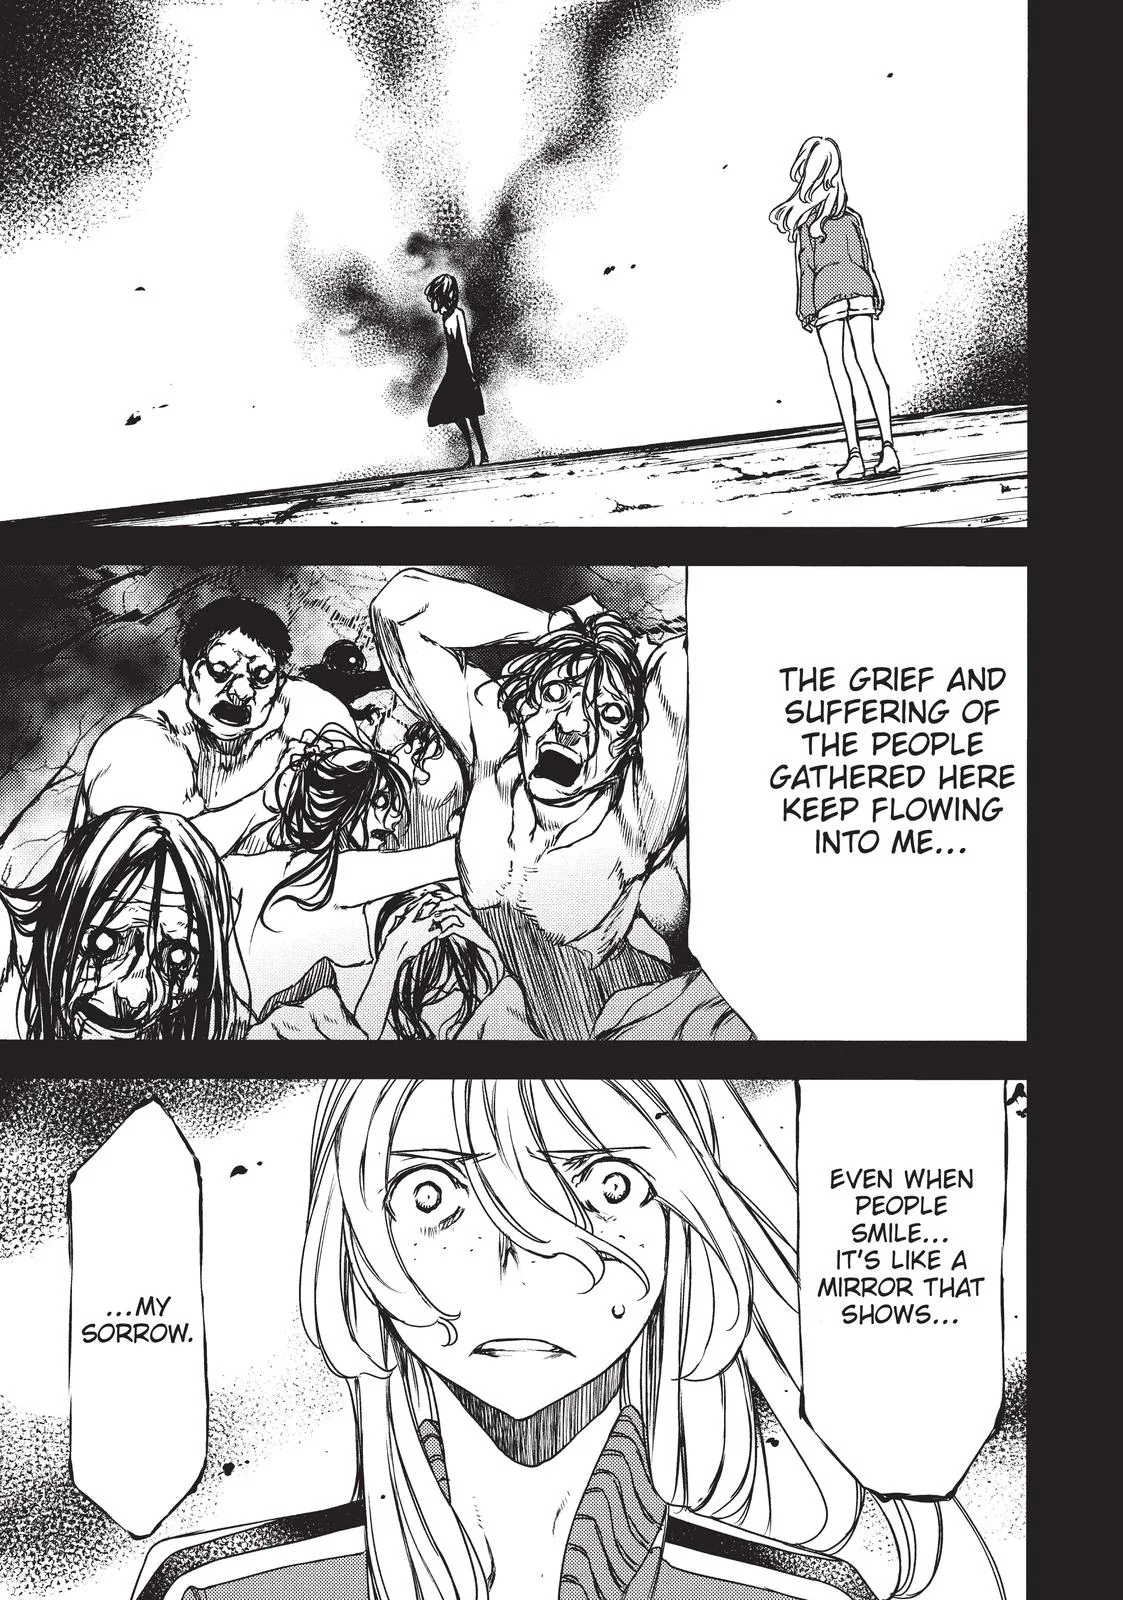 THE GRIEF AND
SUFFERING OF
THE PEOPLE
GATHERED HERE
KEEP FLOWING
INTO ME...
EVEN WHEN
PEOPLE
SMILE...
IT'S LIKE A
MIRROR THAT
SHOWS...
...MY
SORROW.